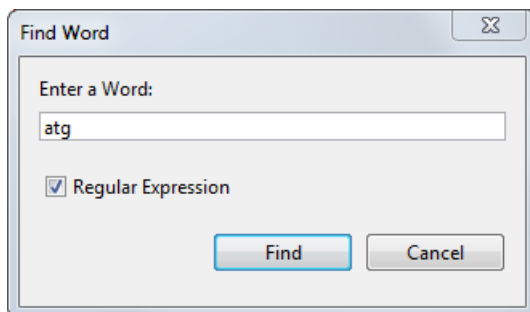 Find Word
Enter a Word:
atg
Regular Expression
Find Cancel